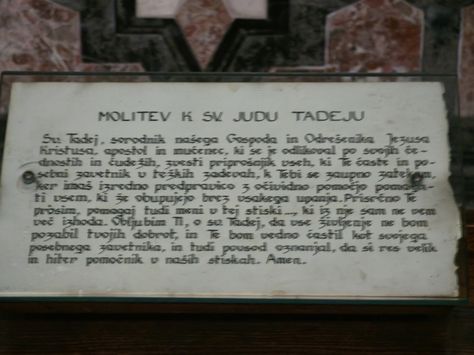 MOLITEV K SV. JUDU TADEJU
Sv. Tadej, sorodnik našega Gospoda in Odrešenika Jezusa
Kristusa, apostol in mučenec, ki se je odlikoval po svojih če-
dnostih in čudežih, zvesti priprošnjik vseh, ki Te časte in po-
sebni zavetnik v težkih zadevah, k Tebi se zaupno zatekam,
ker imaš izredno predpravico z očividno pomočjo pomaga-
ti vsem, ki že obupujejo brez vsakega upanja. Prisrčno Te
prosim, pomagaj tudi meni v tej stiski..., ki iz nje sam ne vem
več izhoda. Obljubim Ti, o sv. Tadej, da vse življenje ne bom
pozabil tvojih dobrot, in Te bom vedno častil kot svojega
posebnega zavetnika, in tudi povsod oznanjal, da si res velik
in hiter pomočnik v naših stiskah. Amen.